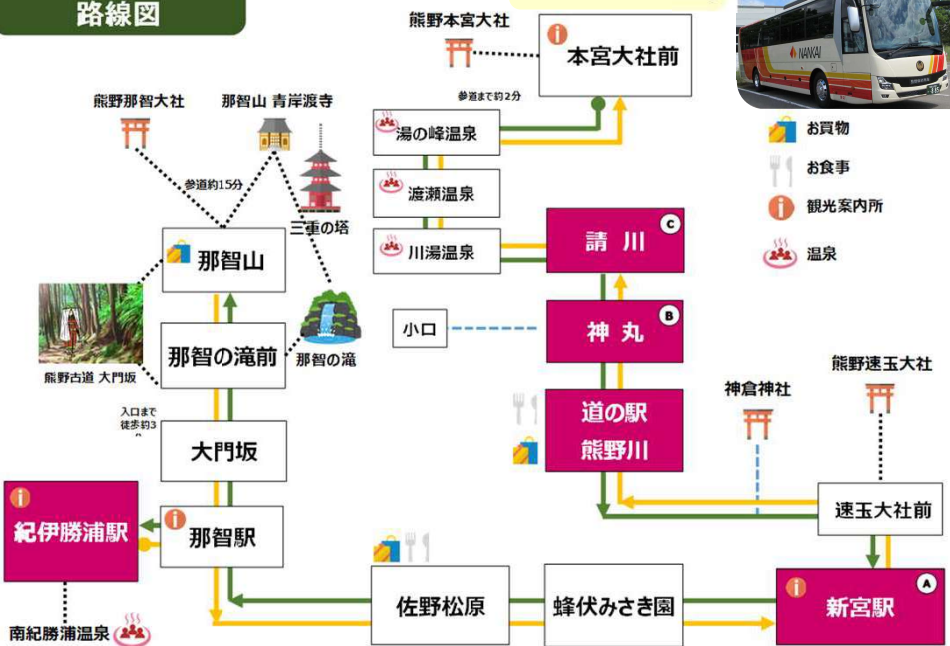 路線図
熊野本宮大社
本宮大社前
参道まで約2分
NANKAI
お買物
お食事
観光案内所
温泉
熊野那智大社
那智山 青岸渡寺
参道約15分
三重の塔
湯の峰温泉
渡瀬温泉
川湯温泉
請川
C
那智山
小口
神丸
B
那智の滝前
那智の滝
熊野古道 大門坂
道の駅
熊野川
神倉神社
熊野速玉大社
入口まで
徒歩約3
大門坂
速玉大社前
紀伊勝浦駅
那智駅
佐野松原
蜂伏みさき園
新宮駅
A
南紀勝浦温泉